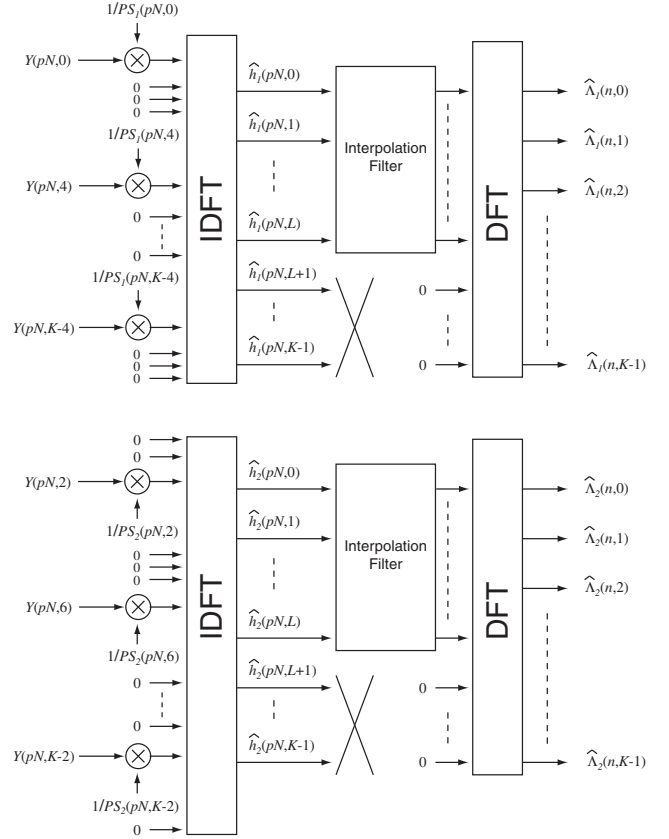 1/PS₁(pN,0)
Y(pN,0)
0
0
0
1/PS₁(pN,4)
Y(pN,4)
0
0
1/PS₁(pN,K-4)
Y(pN,K-4)
0
0
0
IDFT
ĥ₁(pN,0)
ĥ₁(pN,1)
ĥ₁(pN,L)
ĥ₁(pN,L+1)
ĥ₁(pN,K-1)
Interpolation
Filter
0
0
DFT
Λ̂₁(n,0)
Λ̂₁(n,1)
Λ̂₁(n,2)
Λ̂₁(n,K-1)
0
0
Y(pN,2)
1/PS₂(pN,2)
0
0
0
Y(pN,6)
1/PS₂(pN,6)
0
0
Y(pN,K-2)
1/PS₂(pN,K-2)
0
IDFT
ĥ₂(pN,0)
ĥ₂(pN,1)
ĥ₂(pN,L)
ĥ₂(pN,L+1)
ĥ₂(pN,K-1)
Interpolation
Filter
0
0
DFT
Λ̂₂(n,0)
Λ̂₂(n,1)
Λ̂₂(n,2)
Λ̂₂(n,K-1)